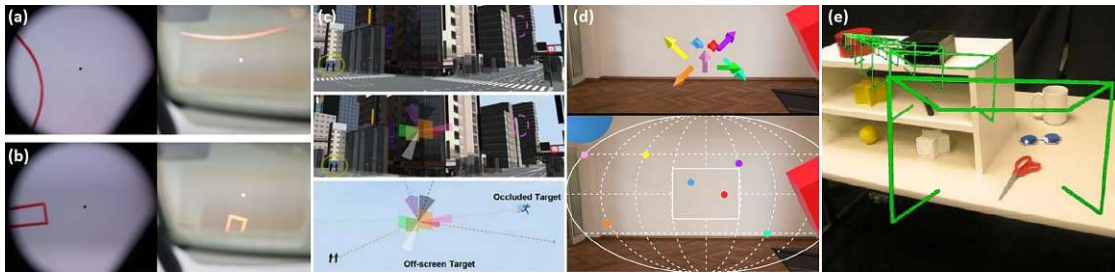 (a)
(b)
(c)
Occluded Target
Off-screen Target
(d)
(e)